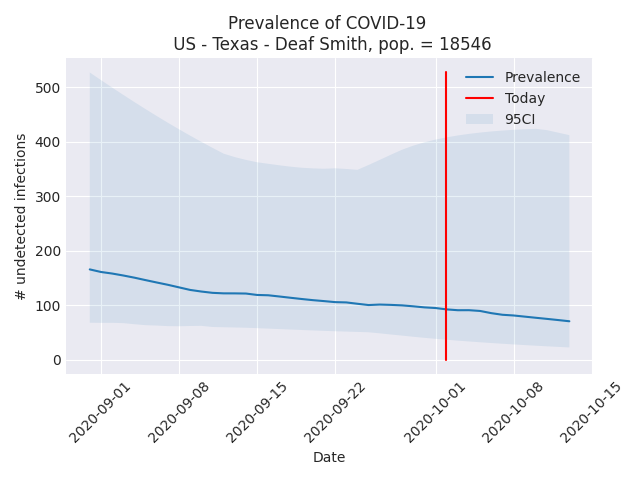 Prevalence of COVID-19
US - Texas - Deaf Smith, pop. = 18546
Prevalence
Today
95CI
# undetected infections
500
400
300
200
100
0
2020-09-01
2020-09-08
2020-09-15
2020-09-22
2020-10-01
2020-10-08
2020-10-15
Date